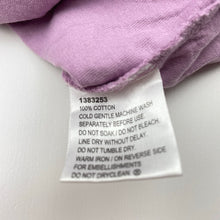 1383253
100% COTTON
COLD GENTLE MACHINE WASH
SEPARATELY BEFORE USE.
DO NOT SOAK / DO NOT BLEACH.
LINE DRY WITHOUT DELAY.
DO NOT TUMBLE DRY.
WARM IRON / ON REVERSE SIDE
FOR EMBELLISHMENTS
DO NOT DRYCLEAN